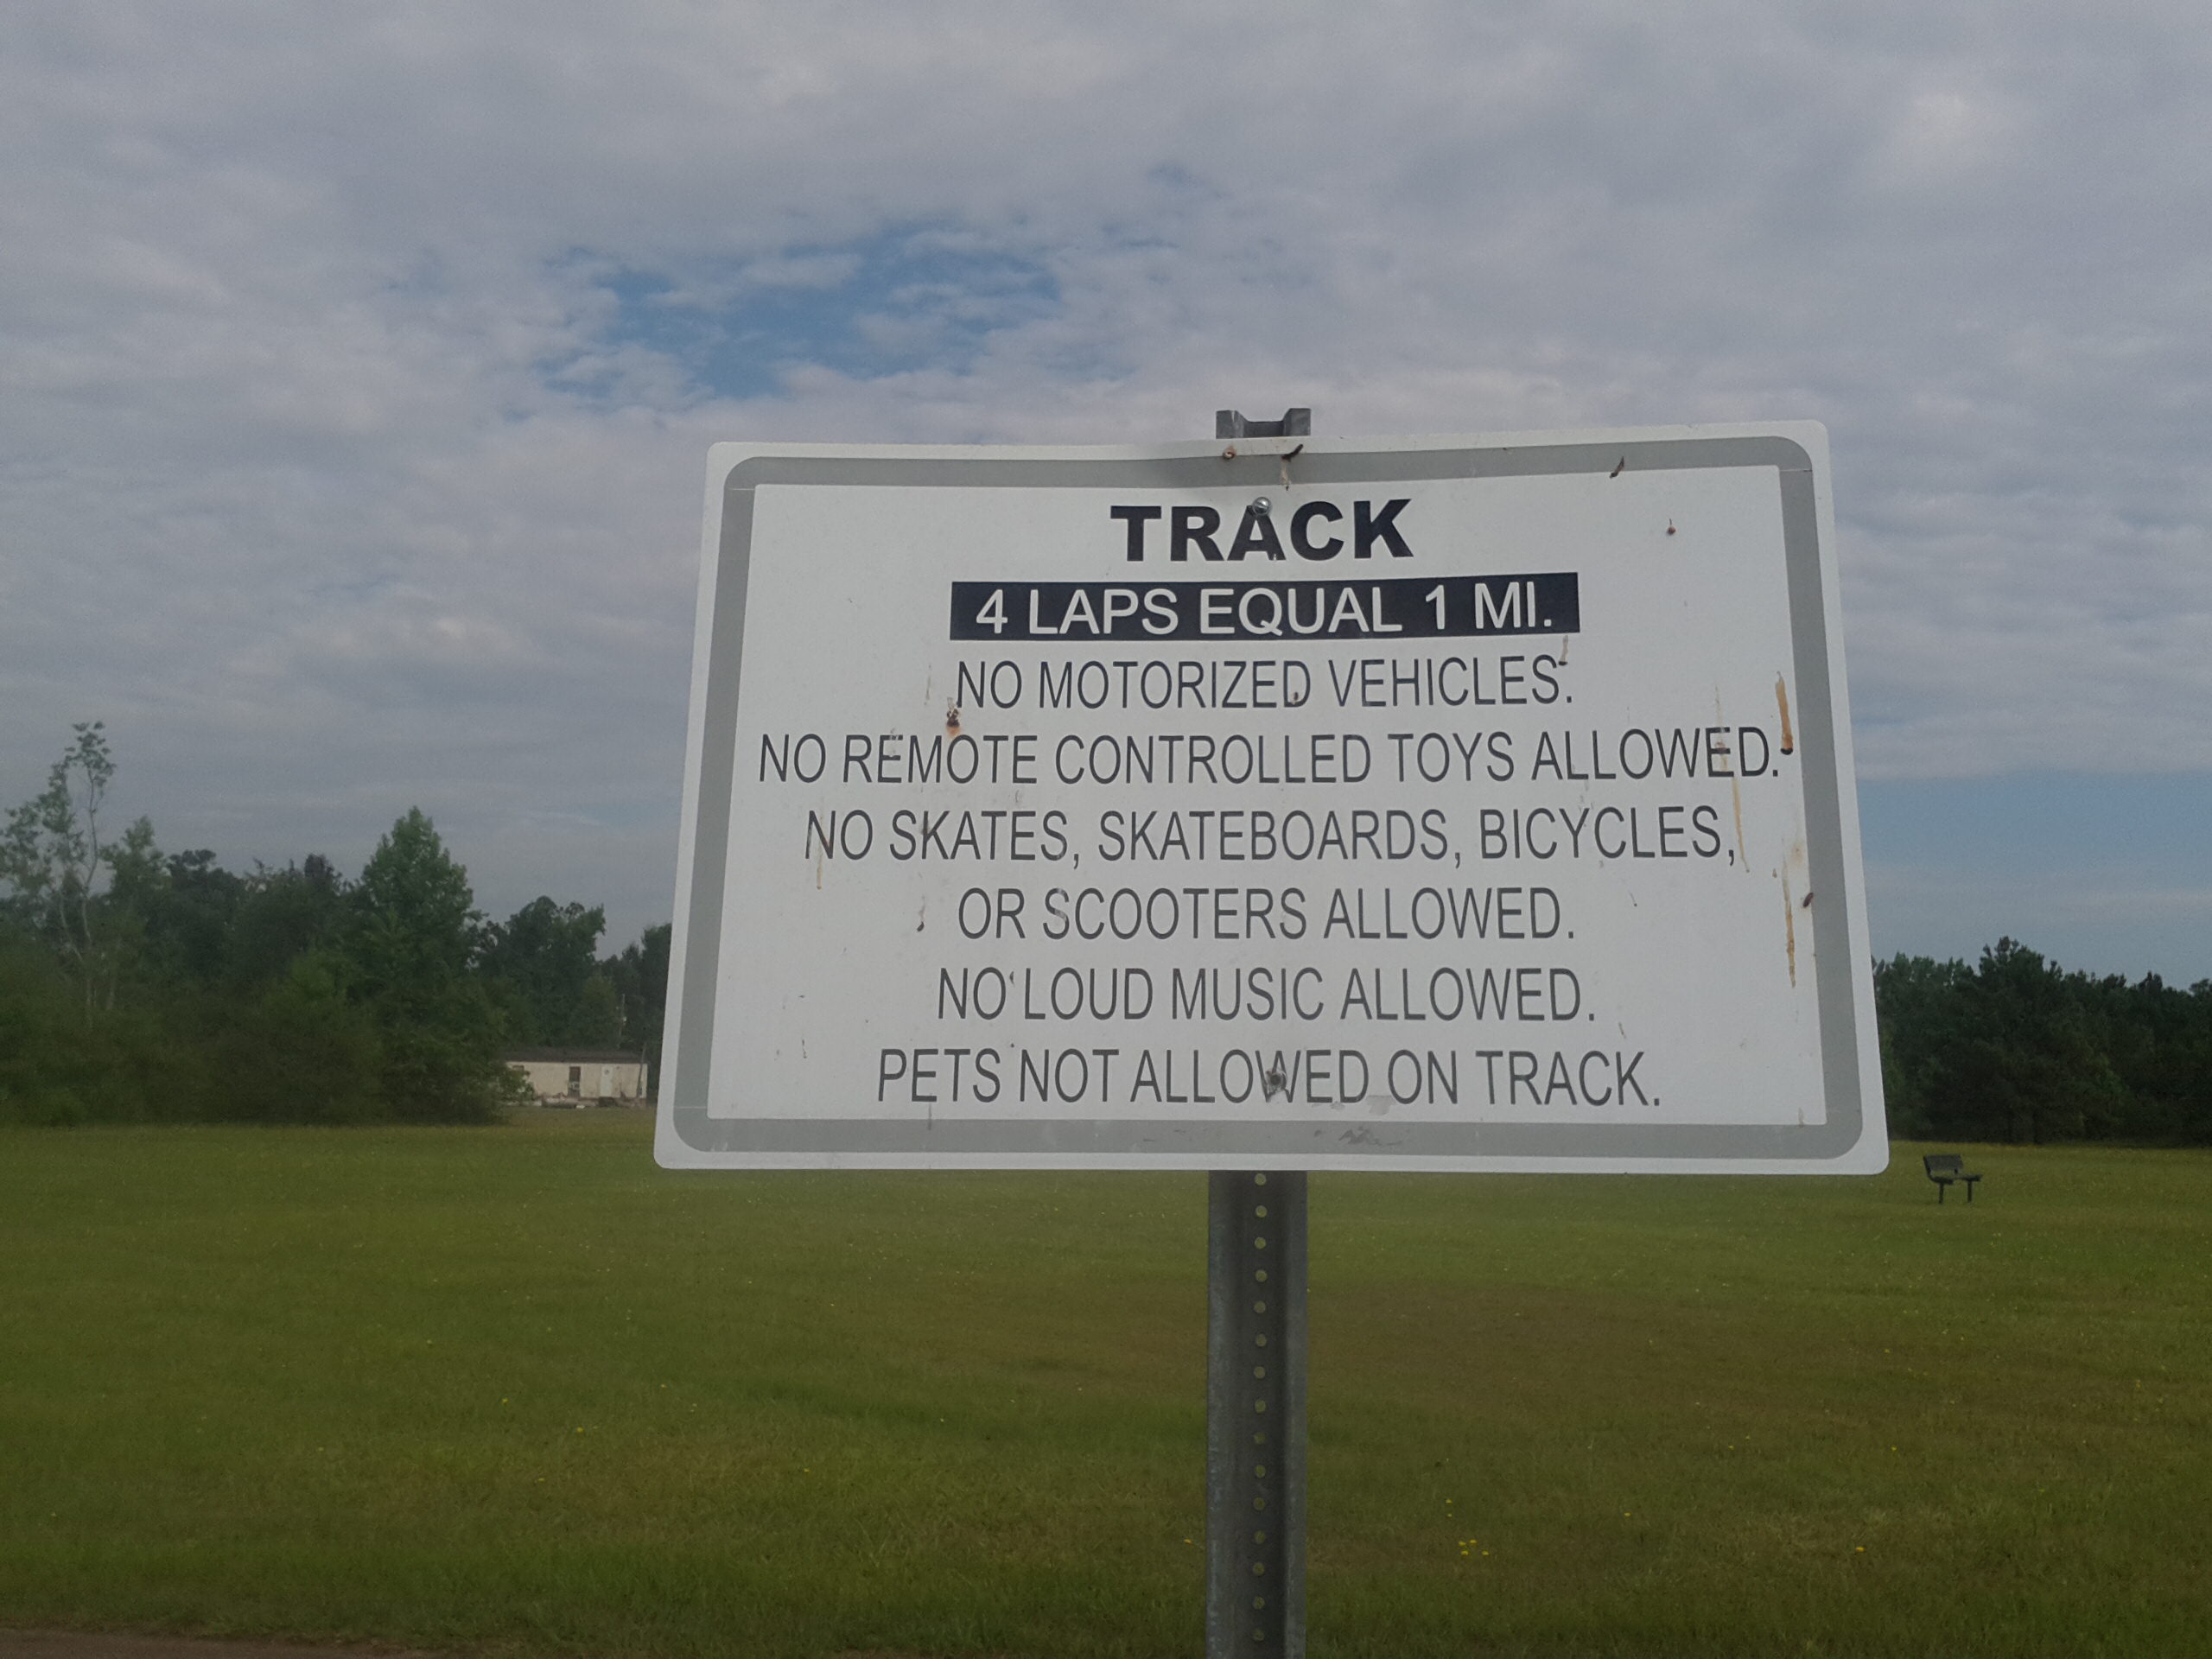 TRACK
4 LAPS EQUAL 1 MI.
NO MOTORIZED VEHICLES.
NO REMOTE CONTROLLED TOYS ALLOWED.
NO SKATES, SKATEBOARDS, BICYCLES,
OR SCOOTERS ALLOWED.
NO LOUD MUSIC ALLOWED.
PETS NOT ALLOWED ON TRACK.